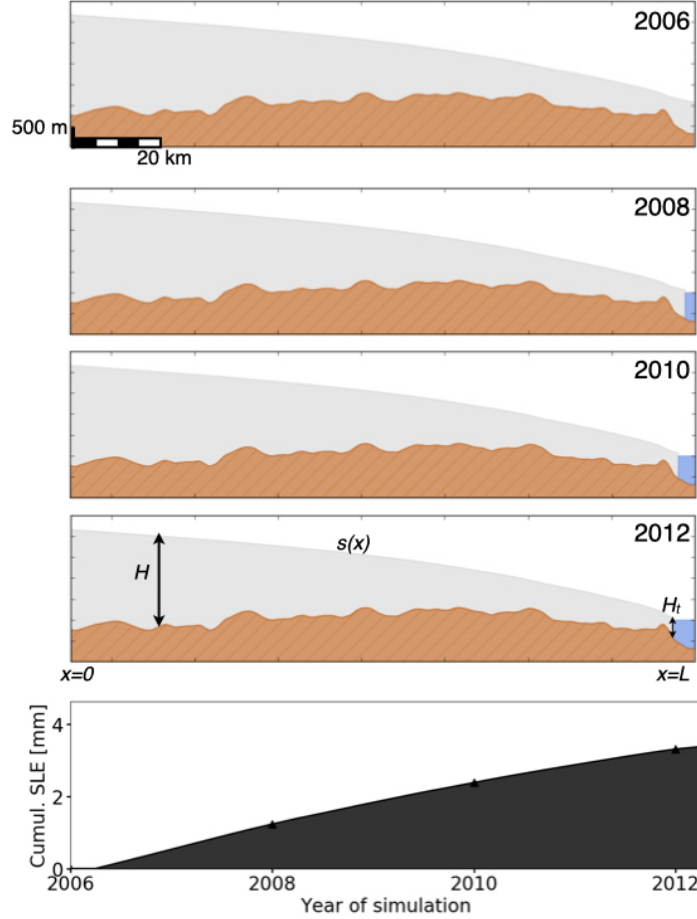 2006
500 m
20 km
2008
2010
2012
s(x)
H
Hₜ
x=0
x=L
Cumul. SLE [mm]
4
2
0
2006 2008 2010 2012
Year of simulation